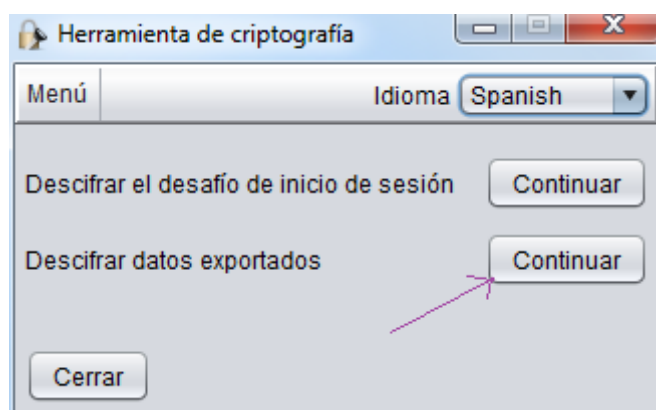 Herramienta de criptografía
Menú Idioma Spanish
Descifrar el desafío de inicio de sesión Continuar
Descifrar datos exportados Continuar
Cerrar